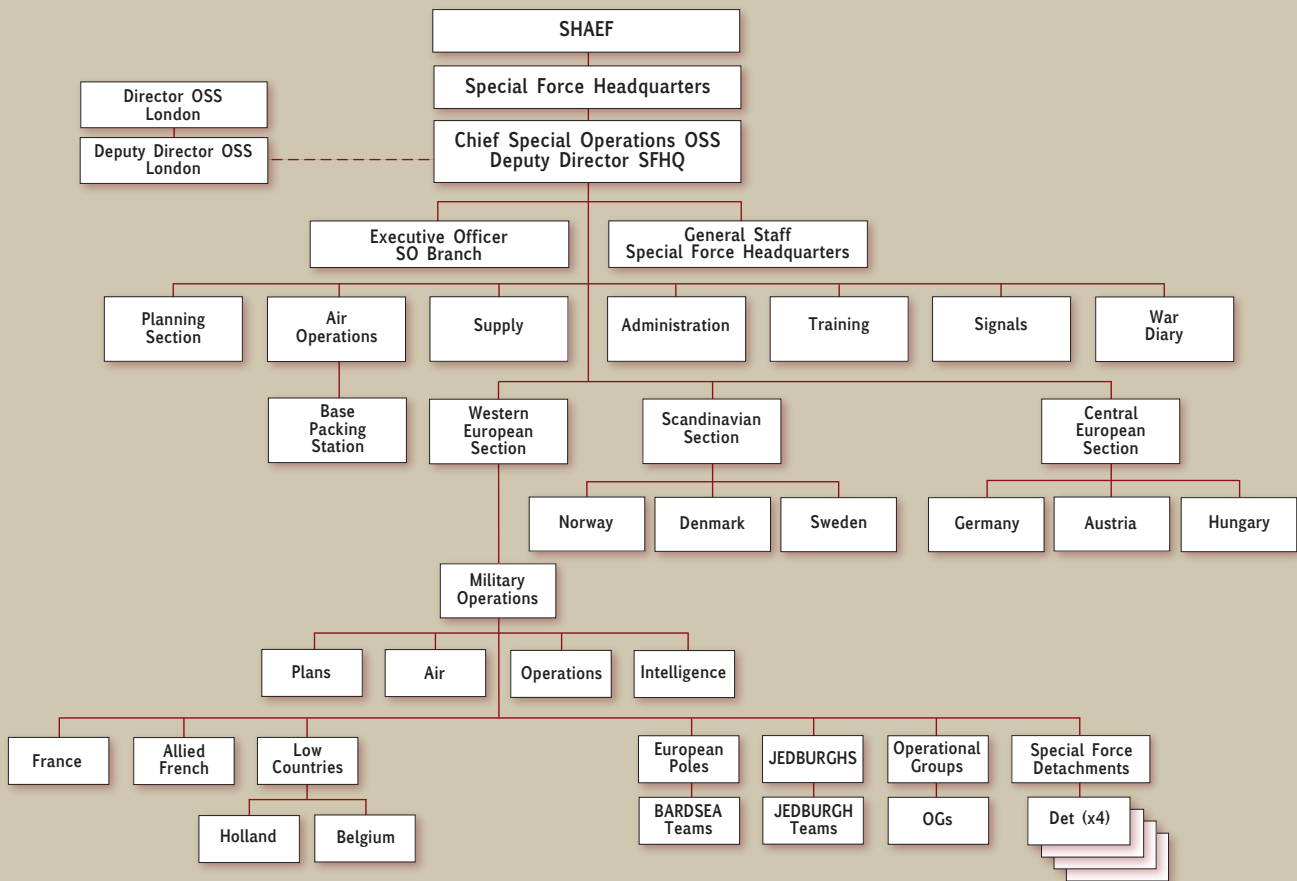 SHAEF
Special Force Headquarters
Director OSS
London
Deputy Director OSS
London
Chief Special Operations OSS
Deputy Director SFHQ
Executive Officer
SO Branch
General Staff
Special Force Headquarters
Planning
Section
Air
Operations
Supply
Administration
Training
Signals
War
Diary
Base
Packing
Station
Western
European
Section
Scandinavian
Section
Central
European
Section
Norway
Denmark
Sweden
Germany
Austria
Hungary
Military
Operations
Plans
Air
Operations
Intelligence
France
Allied
French
Low
Countries
European
Poles
JEDBURGHS
Operational
Groups
Special Force
Detachments
Holland
Belgium
BARDSEA
Teams
JEDBURGH
Teams
OGs
Det (x4)